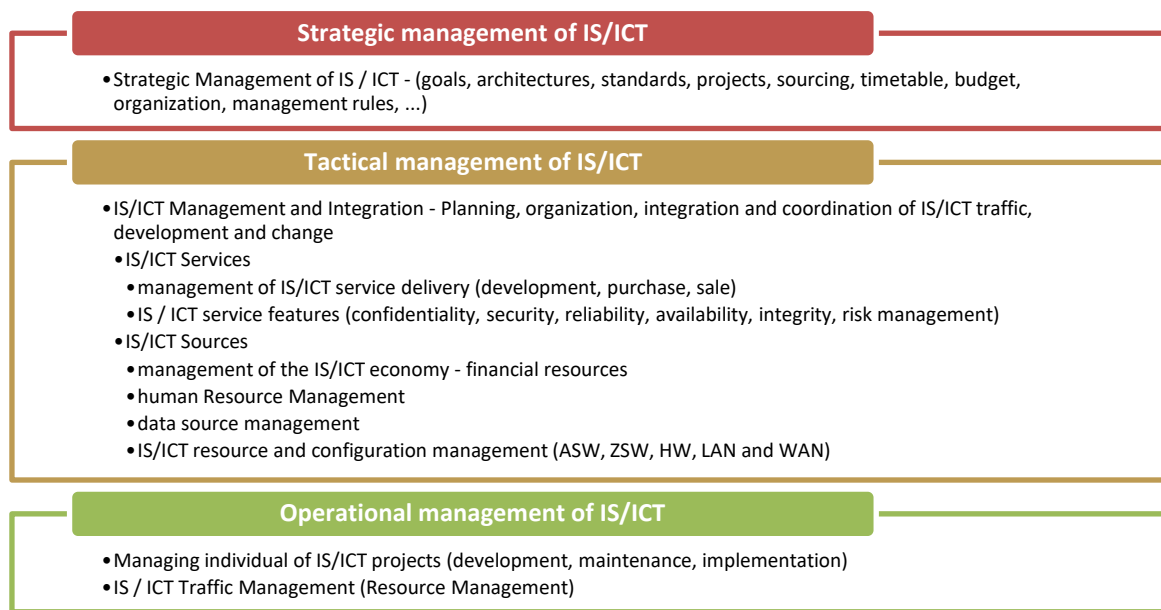 Strategic management of IS/ICT
•Strategic Management of IS / ICT - (goals, architectures, standards, projects, sourcing, timetable, budget,
organization, management rules, ...)
Tactical management of IS/ICT
•IS/ICT Management and Integration - Planning, organization, integration and coordination of IS/ICT traffic,
development and change
•IS/ICT Services
•management of IS/ICT service delivery (development, purchase, sale)
•IS / ICT service features (confidentiality, security, reliability, availability, integrity, risk management)
•IS/ICT Sources
•management of the IS/ICT economy - financial resources
•human Resource Management
•data source management
•IS/ICT resource and configuration management (ASW, ZSW, HW, LAN and WAN)
Operational management of IS/ICT
•Managing individual of IS/ICT projects (development, maintenance, implementation)
•IS / ICT Traffic Management (Resource Management)